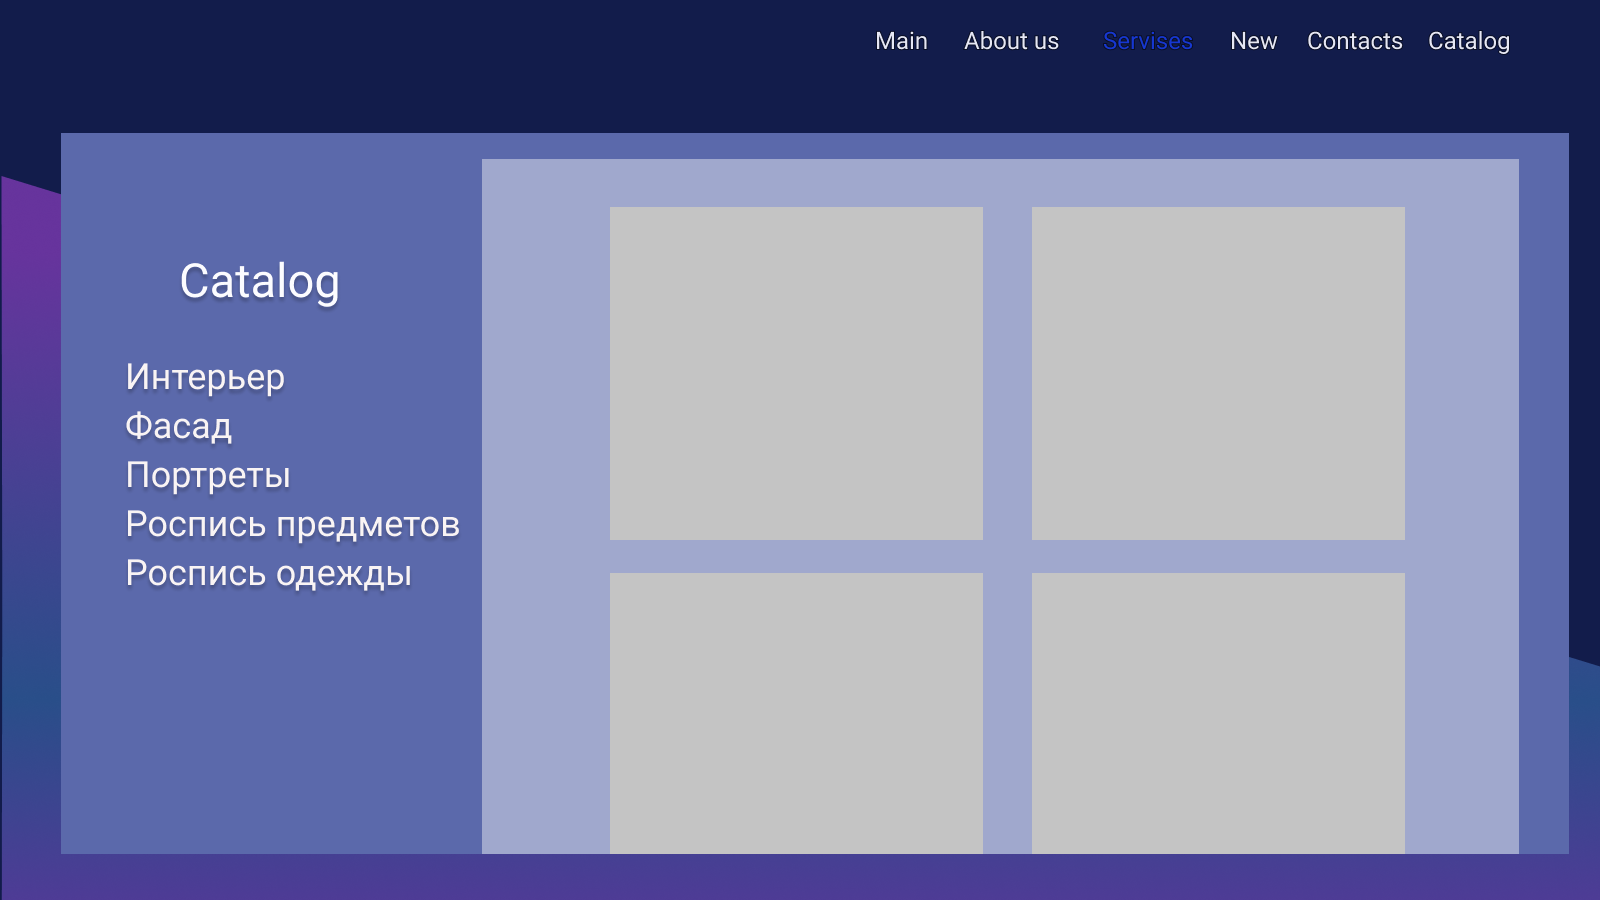 Main About us Servises New Contacts Catalog
Catalog
Интерьер
Фасад
Портреты
Роспись предметов
Роспись одежды